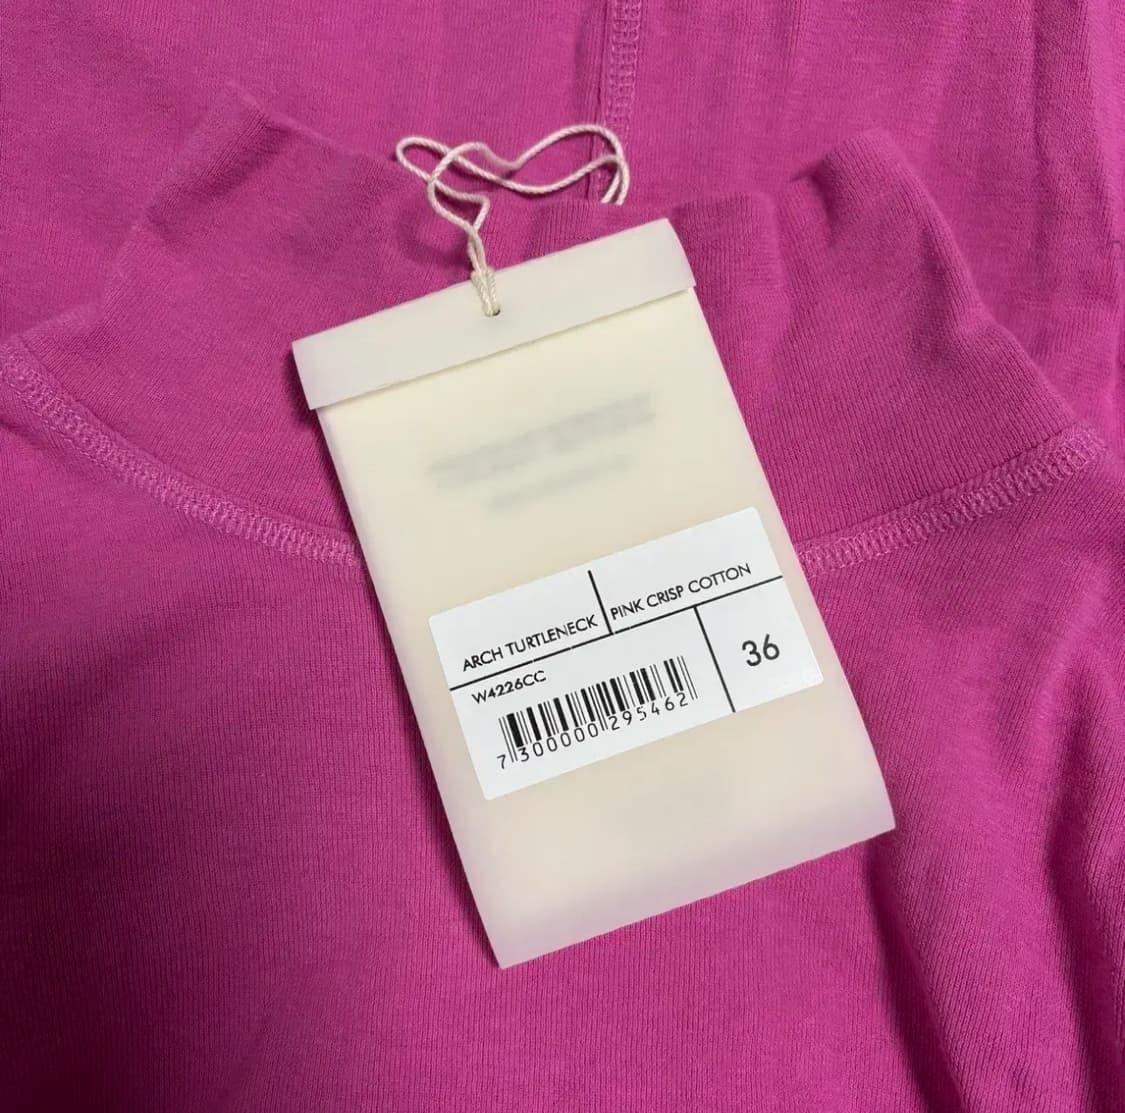 ARCH TURTLENECK
PINK CRISP COTTON
W4226CC
36
7300000295462